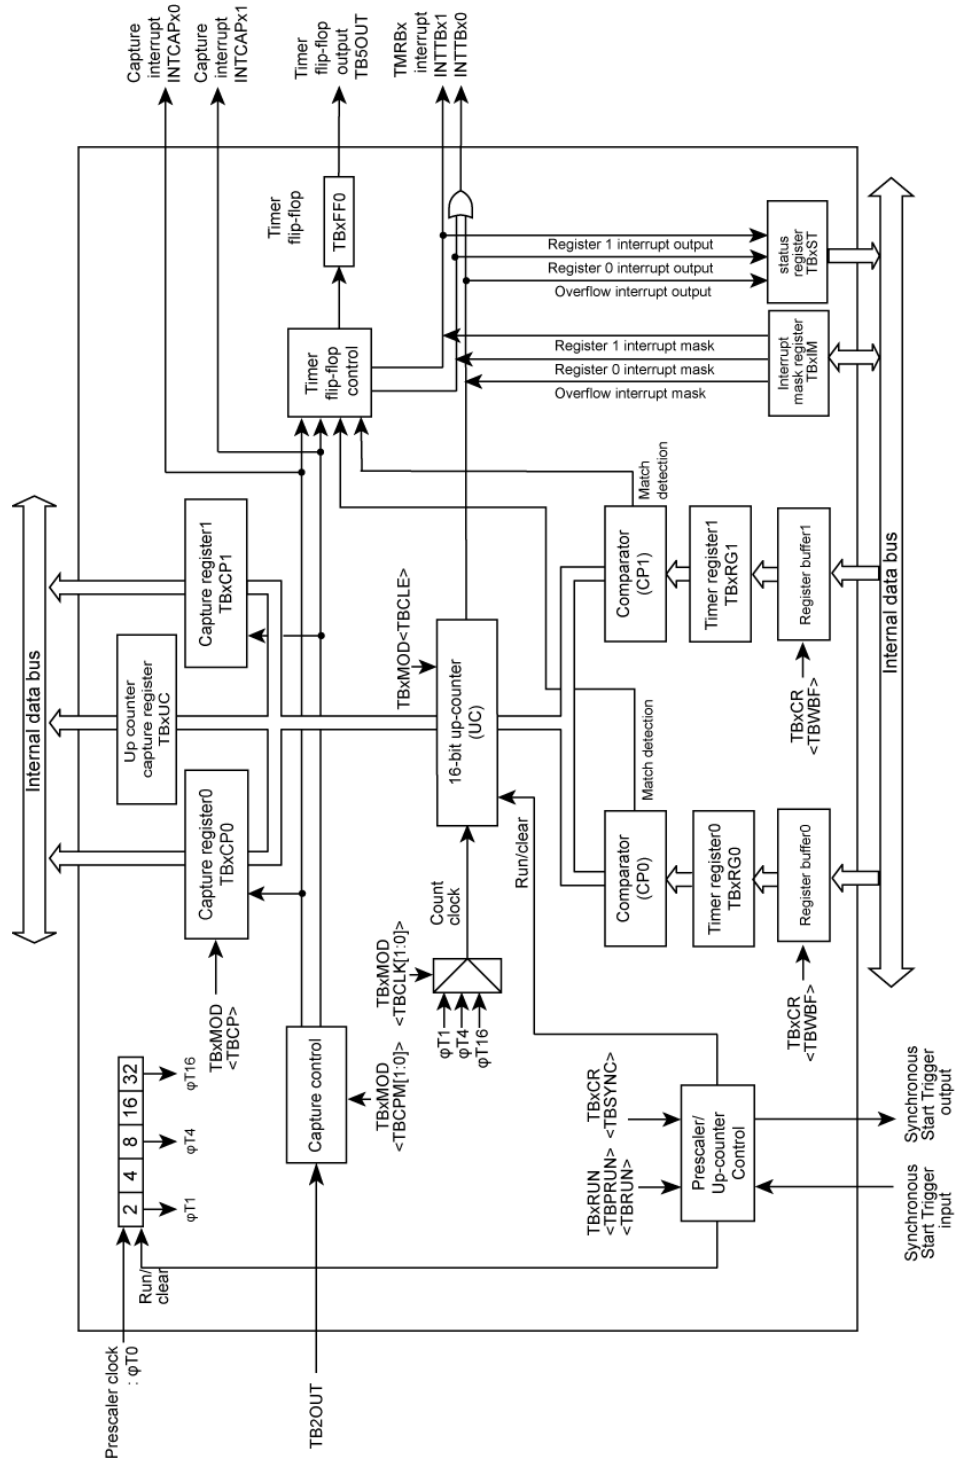 Prescaler clock
: φT0
Run/
clear
2
4
8
16
32
φT1
φT4
φT16
TB2OUT
Capture control
TBxMOD
<TBCPM[1:0]>
TBxMOD
<TBCP>
Internal data bus
Capture register0
TBxCP0
Up counter
capture register
TBxUC
Capture register1
TBxCP1
Capture
interrupt
INTCAPx0
Capture
interrupt
INTCAPx1
Timer
flip-flop
control
Timer
flip-flop
TBxFF0
Timer
flip-flop
output
TB5OUT
TBxMOD
<TBCLK[1:0]>
φT1
φT4
φT16
Count
clock
16-bit up-counter
(UC)
TBxMOD<TBCLE>
TMRBx
interrupt
INTTBx1
INTTBx0
Run/clear
TBxRUN
<TBPRUN>
<TBRUN>
TBxCR
<TBSYNC>
Prescaler/
Up-counter
Control
Synchronous
Start Trigger
input
Synchronous
Start Trigger
output
Comparator
(CP0)
Match detection
Timer register0
TBxRG0
Register buffer0
TBxCR
<TBWBF>
Comparator
(CP1)
Match
detection
Timer register1
TBxRG1
Register buffer1
TBxCR
<TBWBF>
Register 1 interrupt output
Register 0 interrupt output
Overflow interrupt output
status
register
TBxST
Register 1 interrupt mask
Register 0 interrupt mask
Overflow interrupt mask
Interrupt
mask register
TBxIM
Internal data bus